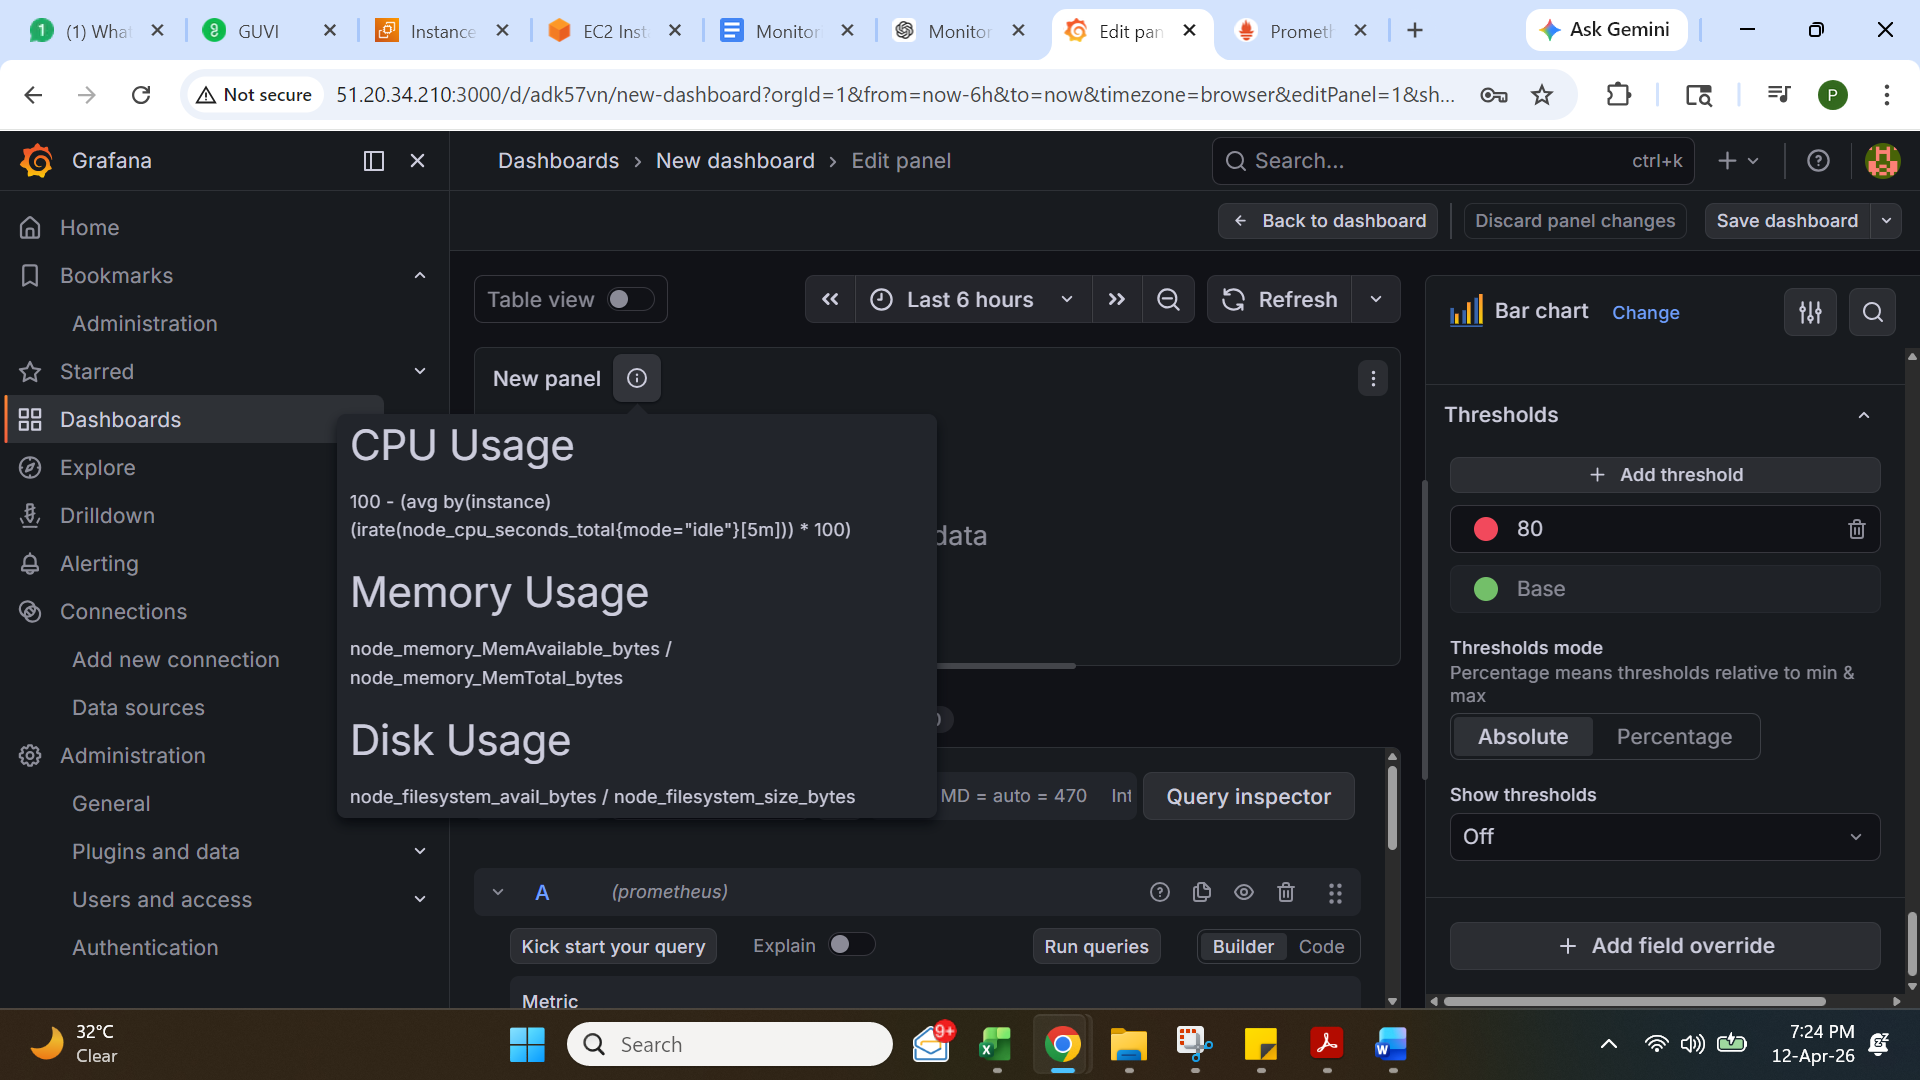 (1) What
GUVI
Instance
EC2 Inst
Monitor
Monitor
Edit pan
Prometh
Ask Gemini
Not secure
51.20.34.210:3000/d/adk57vn/new-dashboard?orgId=1&from=now-6h&to=now&timezone=browser&editPanel=1&sh...
P
Grafana
Dashboards › New dashboard › Edit panel
Search...
ctrl+k
Back to dashboard
Discard panel changes
Save dashboard
Home
Bookmarks
Administration
Starred
Dashboards
Explore
Drilldown
Alerting
Connections
Add new connection
Data sources
Administration
General
Plugins and data
Users and access
Authentication
Table view
Last 6 hours
Refresh
New panel
CPU Usage
100 - (avg by(instance)
(irate(node_cpu_seconds_total{mode="idle"}[5m])) * 100)
Memory Usage
node_memory_MemAvailable_bytes /
node_memory_MemTotal_bytes
Disk Usage
node_filesystem_avail_bytes / node_filesystem_size_bytes
data
MD = auto = 470
Int
Query inspector
A
(prometheus)
Kick start your query
Explain
Run queries
Builder
Code
Metric
Bar chart
Change
Thresholds
Add threshold
80
Base
Thresholds mode
Percentage means thresholds relative to min &
max
Absolute
Percentage
Show thresholds
Off
Add field override
32°C
Clear
Search
9+
7:24 PM
12-Apr-26